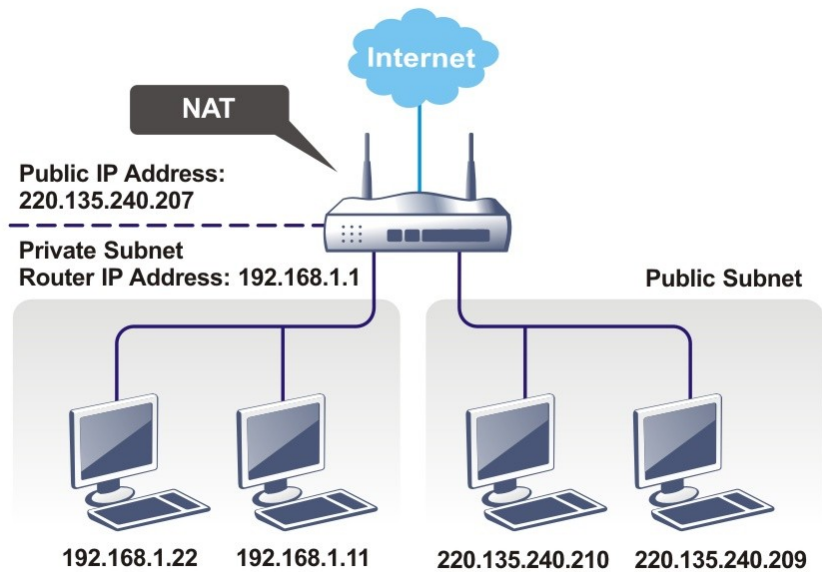 Internet
NAT
Public IP Address:
220.135.240.207
Private Subnet
Router IP Address: 192.168.1.1
Public Subnet
192.168.1.22
192.168.1.11
220.135.240.210
220.135.240.209